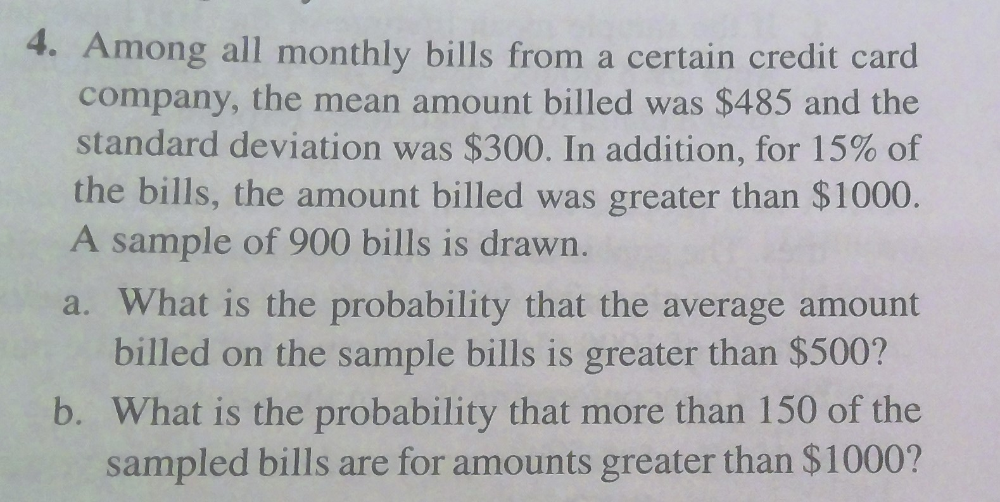 4. Among all monthly bills from a certain credit card
company, the mean amount billed was $485 and the
standard deviation was $300. In addition, for 15% of
the bills, the amount billed was greater than $1000.
A sample of 900 bills is drawn.
a. What is the probability that the average amount
billed on the sample bills is greater than $500?
b. What is the probability that more than 150 of the
sampled bills are for amounts greater than $1000?